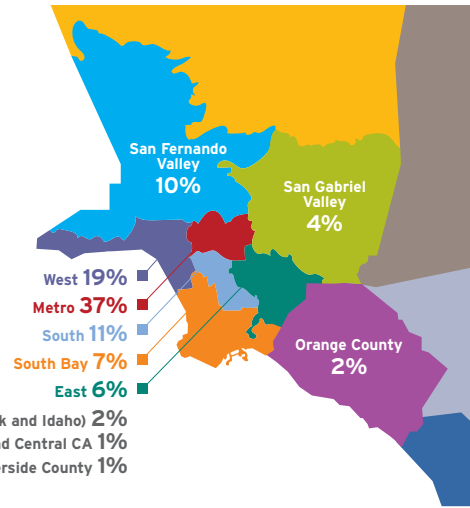 San Fernando
Valley
10%
San Gabriel
Valley
4%
West 19%
Metro 37%
South 11%
South Bay 7%
East 6%
Orange County
2%
and Idaho) 2%
Central CA 1%
County 1%